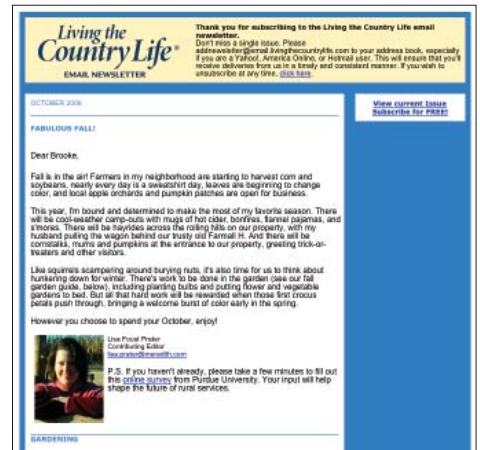 Living the
Country Life®
EMAIL NEWSLETTER
Thank you for subscribing to the Living the Country Life email
newsletter.
Don't miss a single issue. Please
addnewsletter@email.livingthecountrylife.com to your address book, especially
if you are a Yahoo!, America Online, or Hotmail user. This will ensure that you'll
receive deliveries from us in a timely and consistent manner. If you wish to
unsubscribe at any time, click here.
OCTOBER 2006
View current Issue
Subscribe for FREE!
FABULOUS FALL!
Dear Brooke,
Fall is in the air! Farmers in my neighborhood are starting to harvest corn and
soybeans, nearly every day is a sweatshirt day, leaves are beginning to change
color, and local apple orchards and pumpkin patches are open for business.
This year, I'm bound and determined to make the most of my favorite season. There
will be cool-weather camp-outs with mugs of hot cider, bonfires, flannel pajamas, and
s'mores. There will be hayrides across the rolling hills on our property, with my
husband pulling the wagon behind our trusty old Farmall H. And there will be
cornstalks, mums and pumpkins at the entrance to our property, greeting trick-or-
treaters and other visitors.
Like squirrels scampering around burying nuts, it's also time for us to think about
hunkering down for winter. There's work to be done in the garden (see our fall
garden guide, below), including planting bulbs and putting flower and vegetable
gardens to bed. But all that hard work will be rewarded when those first crocus
petals push through, bringing a welcome burst of color early in the spring.
However you choose to spend your October, enjoy!
Lisa Foust Prater
Contributing Editor
lisa.prater@meredith.com
P.S. If you haven't already, please take a few minutes to fill out
this online survey from Purdue University. Your input will help
shape the future of rural services.
GARDENING